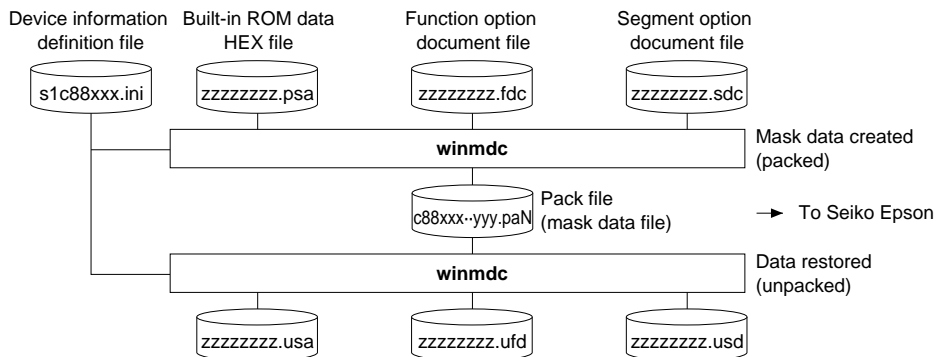 Device information
definition file
Built-in ROM data
HEX file
Function option
document file
Segment option
document file
s1c88xxx.ini
zzzzzzzz.psa
zzzzzzzz.fdc
zzzzzzzz.sdc
winmdc
Mask data created
(packed)
c88xxx··yyy.paN
Pack file
(mask data file)
To Seiko Epson
winmdc
Data restored
(unpacked)
zzzzzzzz.usa
zzzzzzzz.ufd
zzzzzzzz.usd